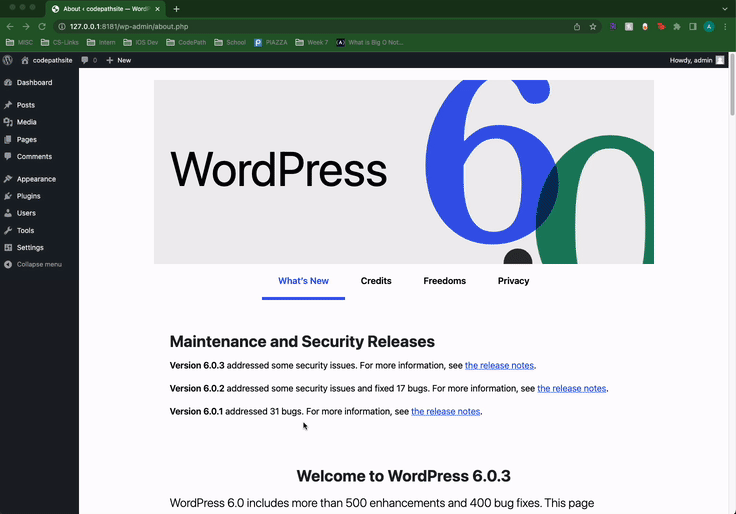 About ‹ codepathsite — WordP
127.0.0.1:8181/wp-admin/about.php
MISC
CS-Links
Intern
iOS Dev
CodePath
School
PIAZZA
Week 7
What is Big O Not...
codepathsite
0
New
Howdy, admin
Dashboard
Posts
Media
Pages
Comments
Appearance
Plugins
Users
Tools
Settings
Collapse menu
WordPress
6.0
What's New
Credits
Freedoms
Privacy
Maintenance and Security Releases
Version 6.0.3 addressed some security issues. For more information, see the release notes.
Version 6.0.2 addressed some security issues and fixed 17 bugs. For more information, see the release notes.
Version 6.0.1 addressed 31 bugs. For more information, see the release notes.
Welcome to WordPress 6.0.3
WordPress 6.0 includes more than 500 enhancements and 400 bug fixes. This page